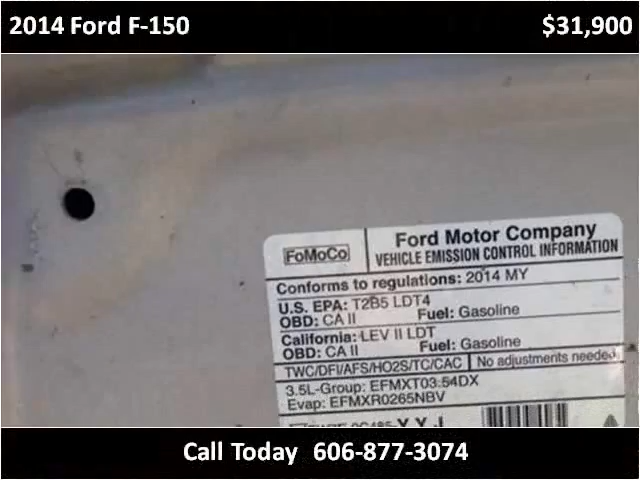 2014 Ford F-150 $31,900
FoMoCo
Ford Motor Company
VEHICLE EMISSION CONTROL INFORMATION
Conforms to regulations: 2014 MY
U.S. EPA: T2B5 LDT4
OBD: CA II Fuel: Gasoline
California: LEV II LDT
OBD: CA II Fuel: Gasoline
TWC/DFI/AFS/HO2S/TC/CAC No adjustments needed.
3.5L-Group: EFMXT03.54DX
Evap: EFMXR0265NBV
Call Today 606-877-3074